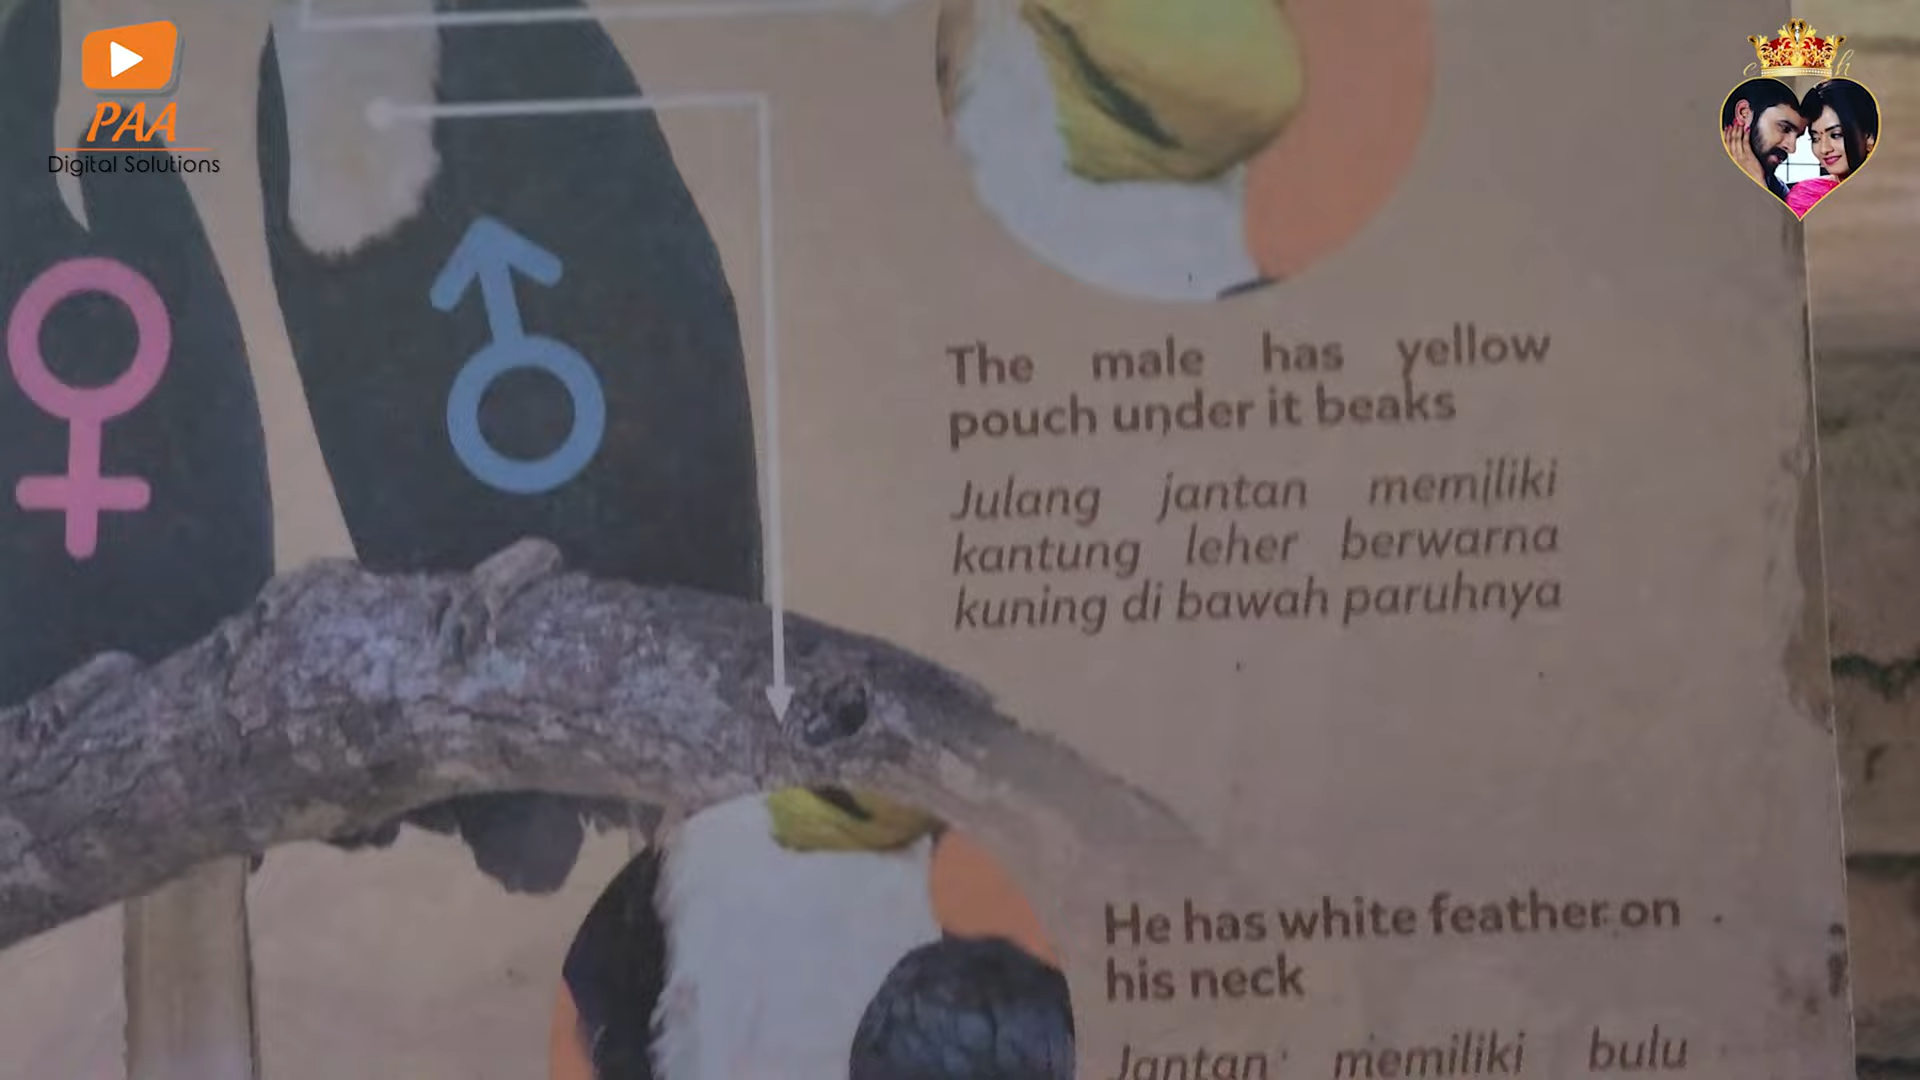 PAA
Digital Solutions
The male has yellow
pouch under it beaks
Julang jantan memiliki
kantung leher berwarna
kuning di bawah paruhnya
He has white feather on
his neck
Jantan memiliki bulu